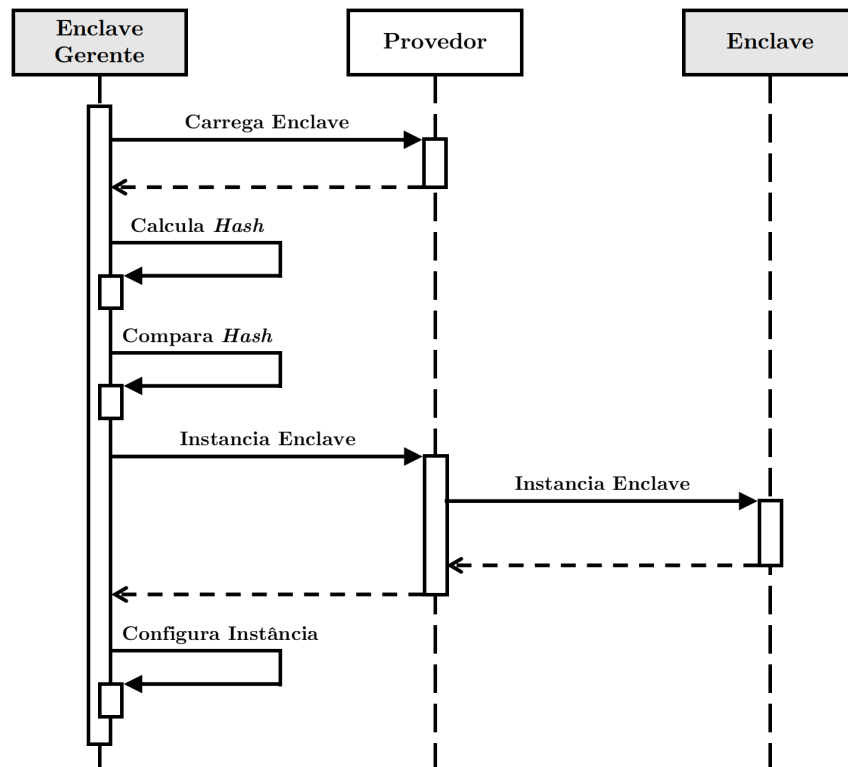 Enclave
Gerente
Provedor
Enclave
Carrega Enclave
Calcula Hash
Compara Hash
Instancia Enclave
Instancia Enclave
Configura Instância